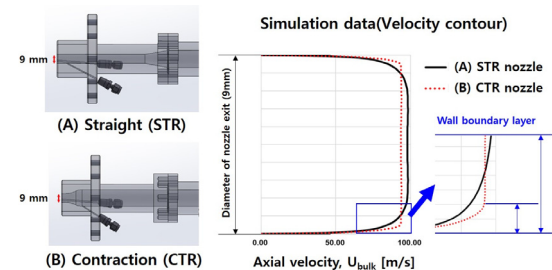 9 mm
(A) Straight (STR)
9 mm
(B) Contraction (CTR)
Simulation data(Velocity contour)
Diameter of nozzle exit (9mm)
(A) STR nozzle
(B) CTR nozzle
Wall boundary layer
0.00 50.00 100.00
Axial velocity, Ubulk [m/s]